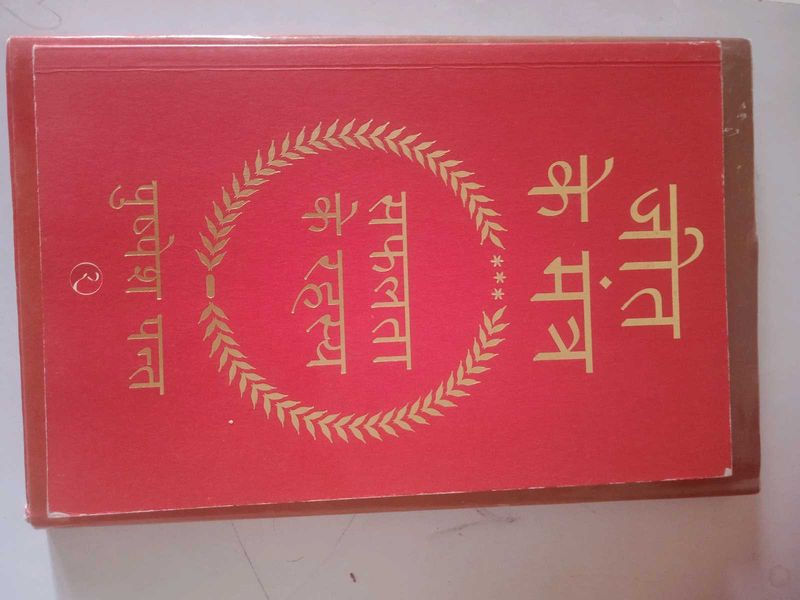 जीत
के मंत्र
***
सफलता
के रहस्य
पुष्पेश पन्त